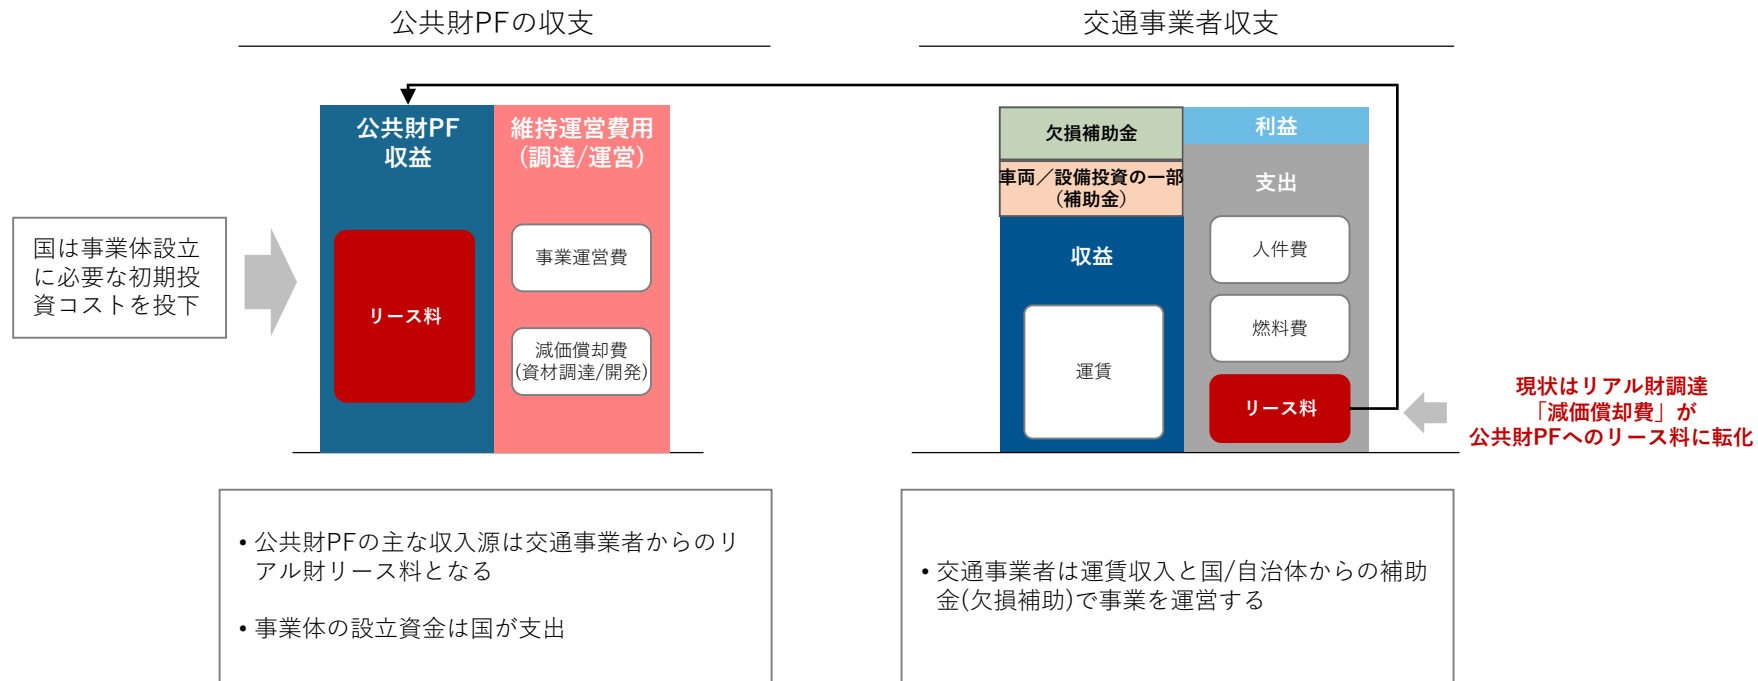 公共財PFの収支
交通事業者収支
公共財PF
収益
維持運営費用
(調達/運営)
欠損補助金
利益
車両／設備投資の一部
（補助金）
支出
国は事業体設立
に必要な初期投
資コストを投下
リース料
事業運営費
減価償却費
(資材調達/開発)
収益
運賃
人件費
燃料費
リース料
現状はリアル財調達
「減価償却費」が
公共財PFへのリース料に転化
• 公共財PFの主な収入源は交通事業者からのリ
アル財リース料となる
• 事業体の設立資金は国が支出
• 交通事業者は運賃収入と国/自治体からの補助
金(欠損補助)で事業を運営する